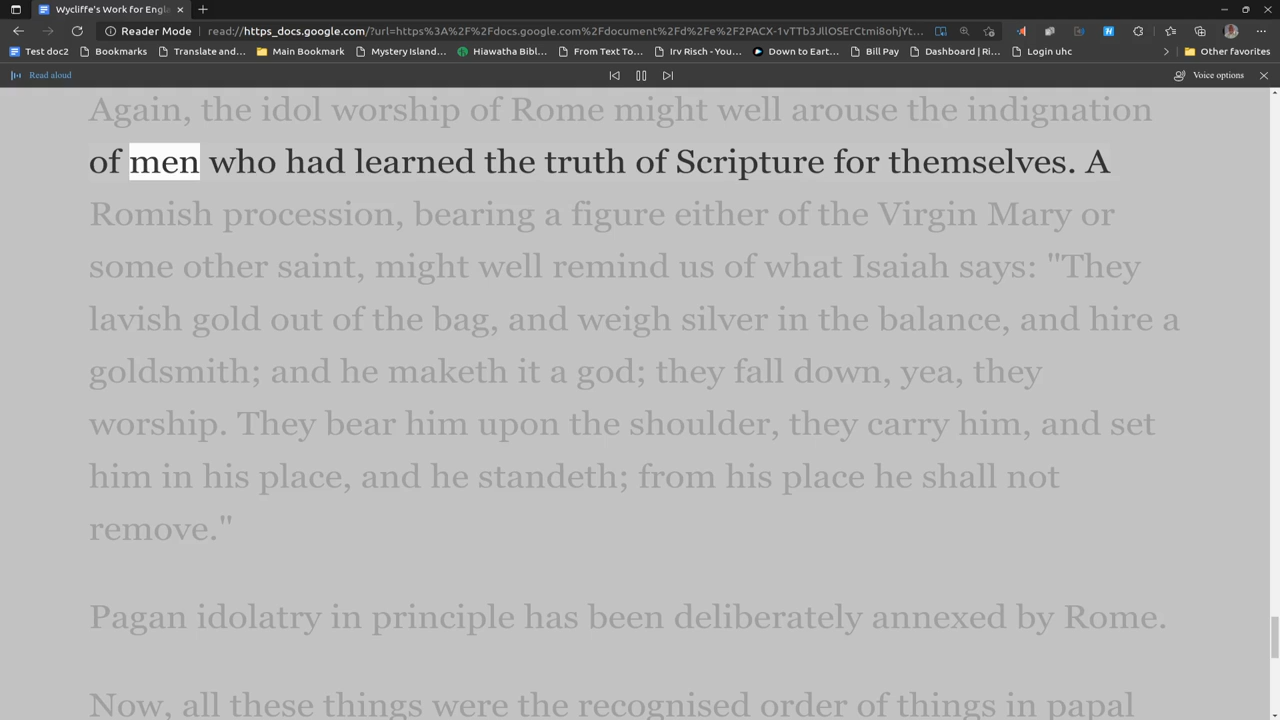 Wycliffe's Work for Engla
Reader Mode
read://https_docs.google.com/?url=https%3A%2F%2Fdocs.google.com%2Fdocument%2Fd%2Fe%2F2PACX-1vTTb3JllOSErCtmi8ohjYt...
Test doc2
Bookmarks
Translate and...
Main Bookmark
Mystery Island...
Hiawatha Bibl...
From Text To...
Irv Risch - You...
Down to Eart...
Bill Pay
Dashboard | Ri...
Login uhc
Other favorites
Read aloud
Voice options
Again, the idol worship of Rome might well arouse the indignation
of men who had learned the truth of Scripture for themselves. A
Romish procession, bearing a figure either of the Virgin Mary or
some other saint, might well remind us of what Isaiah says: "They
lavish gold out of the bag, and weigh silver in the balance, and hire a
goldsmith; and he maketh it a god; they fall down, yea, they
worship. They bear him upon the shoulder, they carry him, and set
him in his place, and he standeth; from his place he shall not
remove."
Pagan idolatry in principle has been deliberately annexed by Rome.
Now, all these things were the recognised order of things in papal